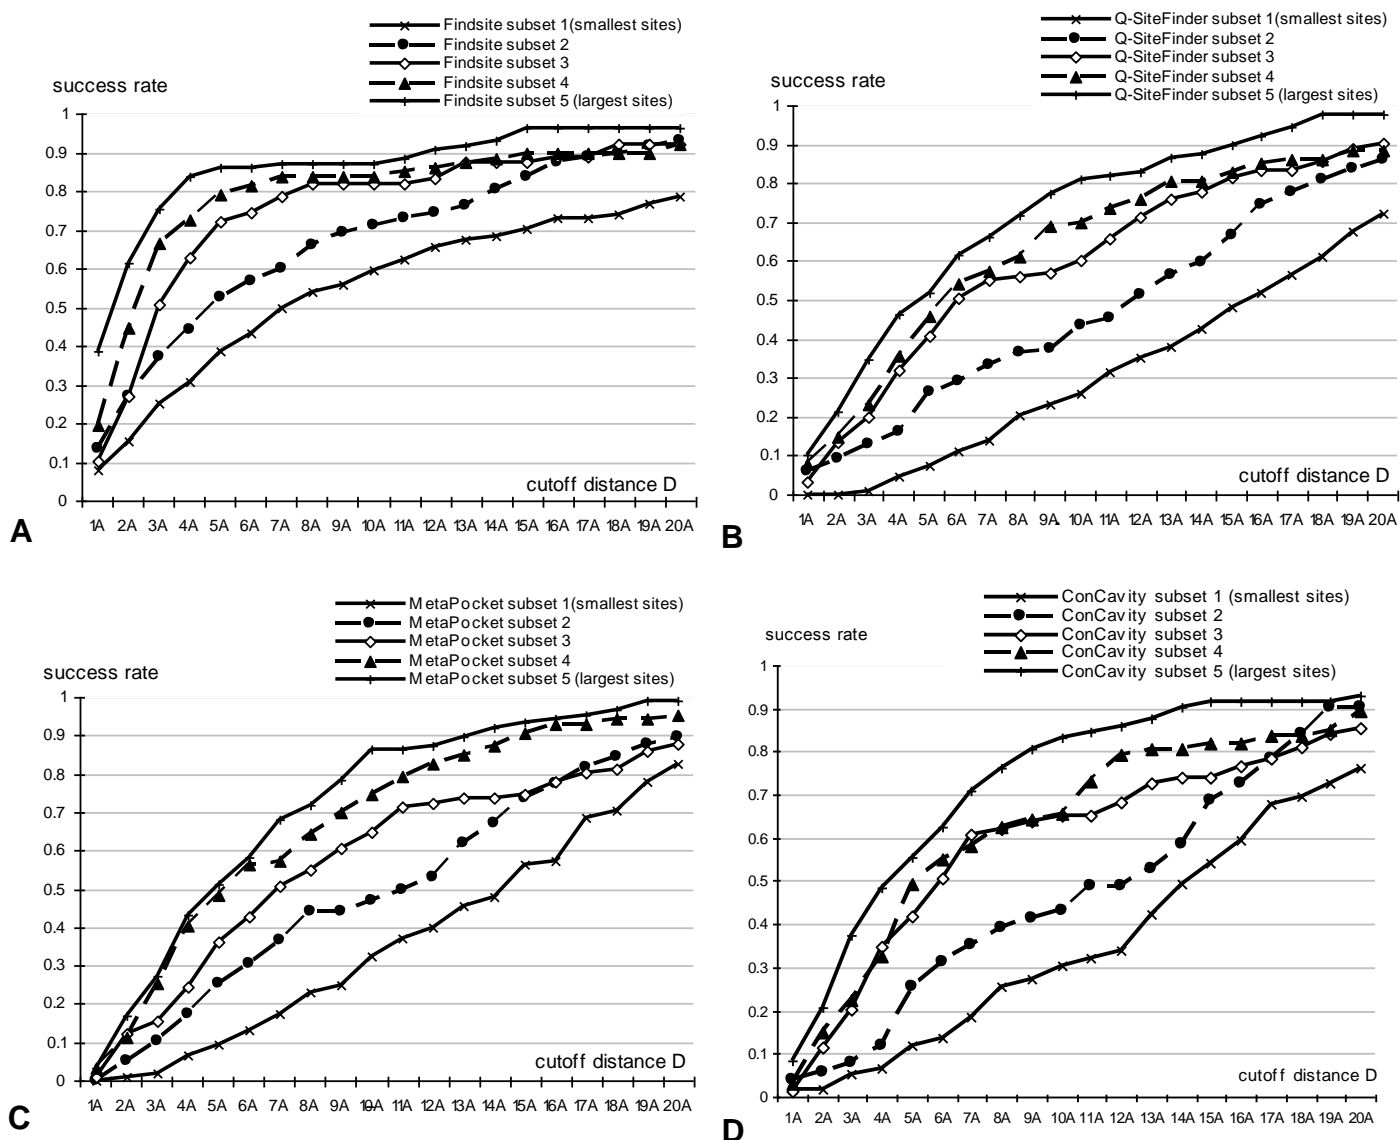 Findsite subset 1 (smallest sites)
Findsite subset 2
Findsite subset 3
Findsite subset 4
Findsite subset 5 (largest sites)
success rate
1
0.9
0.8
0.7
0.6
0.5
0.4
0.3
0.2
0.1
0
cutoff distance D
1A 2A 3A 4A 5A 6A 7A 8A 9A 10A 11A 12A 13A 14A 15A 16A 17A 18A 19A 20A
A
Q-SiteFinder subset 1 (smallest sites)
Q-SiteFinder subset 2
Q-SiteFinder subset 3
Q-SiteFinder subset 4
Q-SiteFinder subset 5 (largest sites)
success rate
1
0.9
0.8
0.7
0.6
0.5
0.4
0.3
0.2
0.1
0
cutoff distance D
1A 2A 3A 4A 5A 6A 7A 8A 9A 10A 11A 12A 13A 14A 15A 16A 17A 18A 19A 20A
B
MetaPocket subset 1 (smallest sites)
MetaPocket subset 2
MetaPocket subset 3
MetaPocket subset 4
MetaPocket subset 5 (largest sites)
success rate
1
0.9
0.8
0.7
0.6
0.5
0.4
0.3
0.2
0.1
0
cutoff distance D
1A 2A 3A 4A 5A 6A 7A 8A 9A 10A 11A 12A 13A 14A 15A 16A 17A 18A 19A 20A
C
ConCavity subset 1 (smallest sites)
ConCavity subset 2
ConCavity subset 3
ConCavity subset 4
ConCavity subset 5 (largest sites)
success rate
1
0.9
0.8
0.7
0.6
0.5
0.4
0.3
0.2
0.1
0
cutoff distance D
1A 2A 3A 4A 5A 6A 7A 8A 9A 10A 11A 12A 13A 14A 15A 16A 17A 18A 19A 20A
D